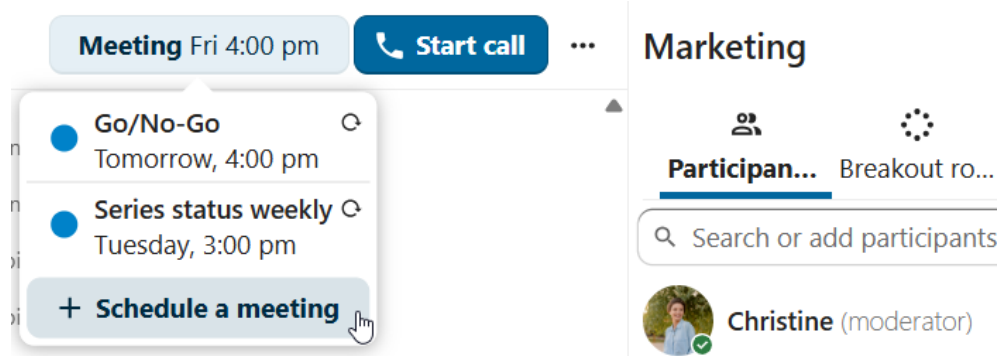 Meeting Fri 4:00 pm
Start call
Marketing
Go/No-Go
Tomorrow, 4:00 pm
Series status weekly
Tuesday, 3:00 pm
+ Schedule a meeting
Participan...
Breakout ro...
Search or add participants
Christine (moderator)